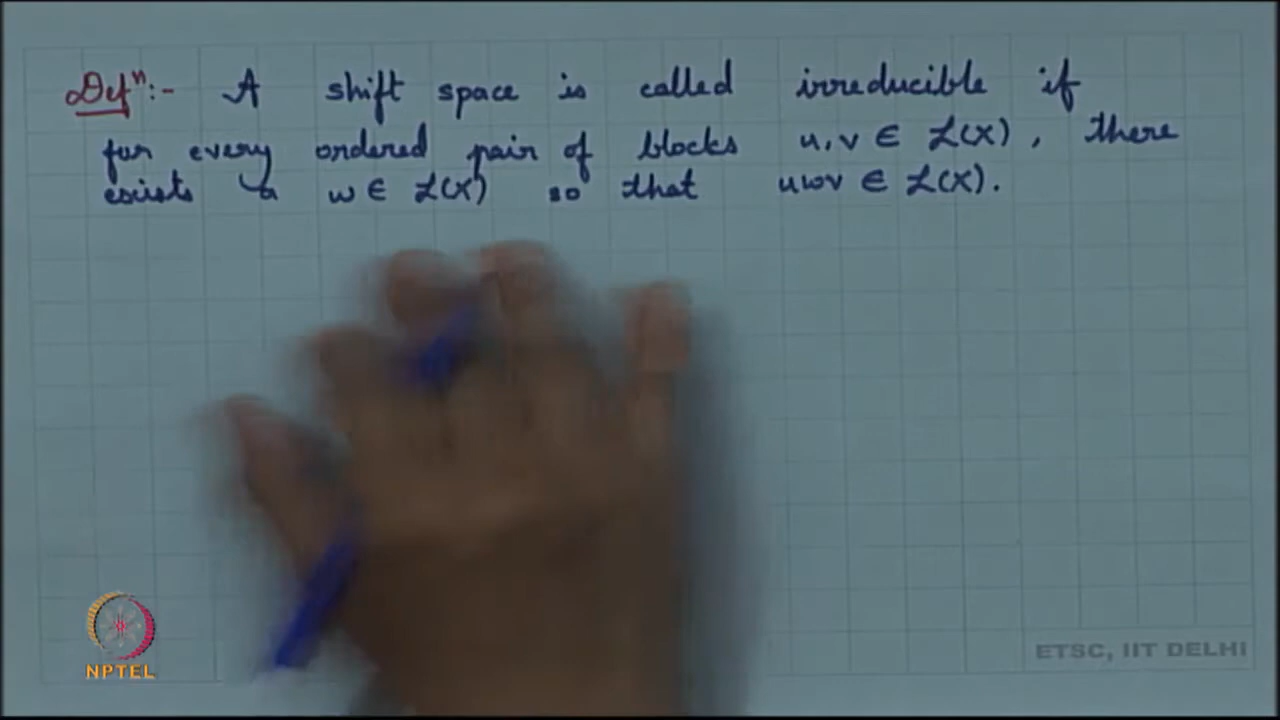 Defⁿ:- A shift space is called irreducible if
for every ordered pair of blocks u, v ∈ ℒ(X), there
exists a w ∈ ℒ(X) so that uwv ∈ ℒ(X).
NPTEL
ETSC, IIT DELHI